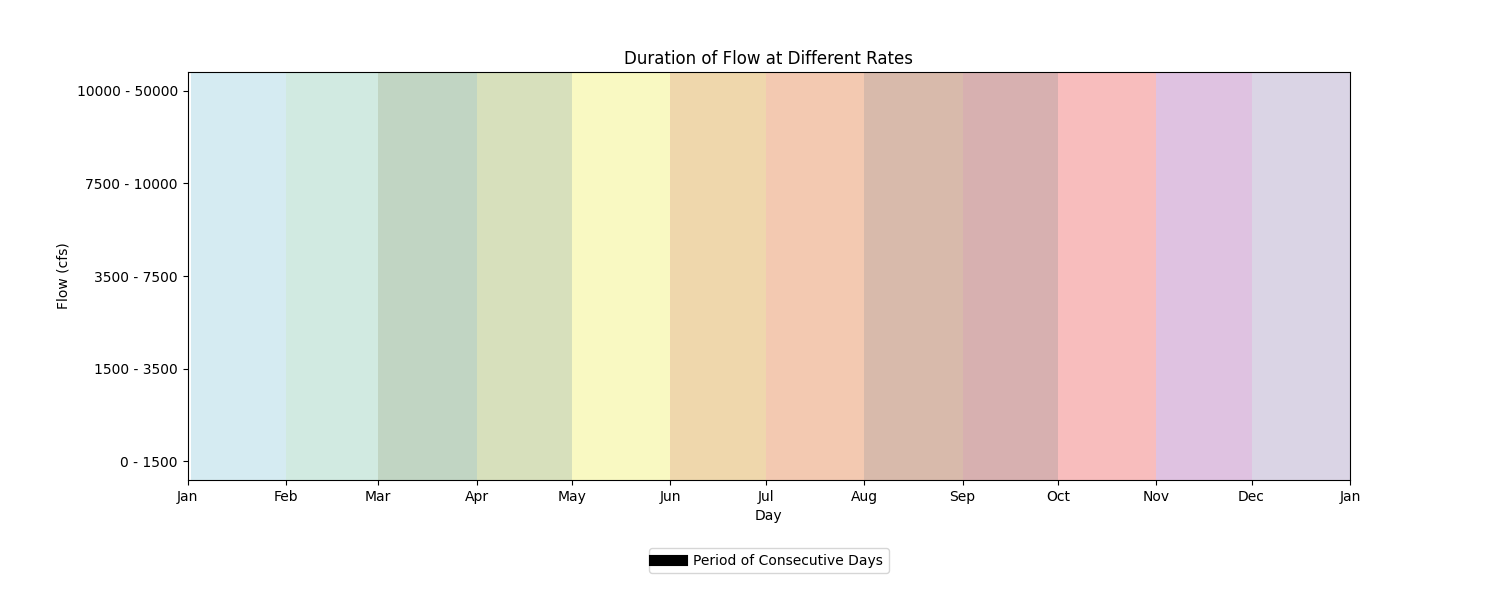 Duration of Flow at Different Rates
10000 - 50000
7500 - 10000
3500 - 7500
1500 - 3500
0 - 1500
Flow (cfs)
Jan Feb Mar Apr May Jun Jul Aug Sep Oct Nov Dec Jan
Day
Period of Consecutive Days